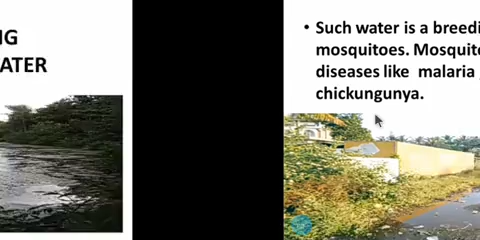 ATER
• Such water is a breedi
mosquitoes. Mosquito
diseases like malaria
chickungunya.